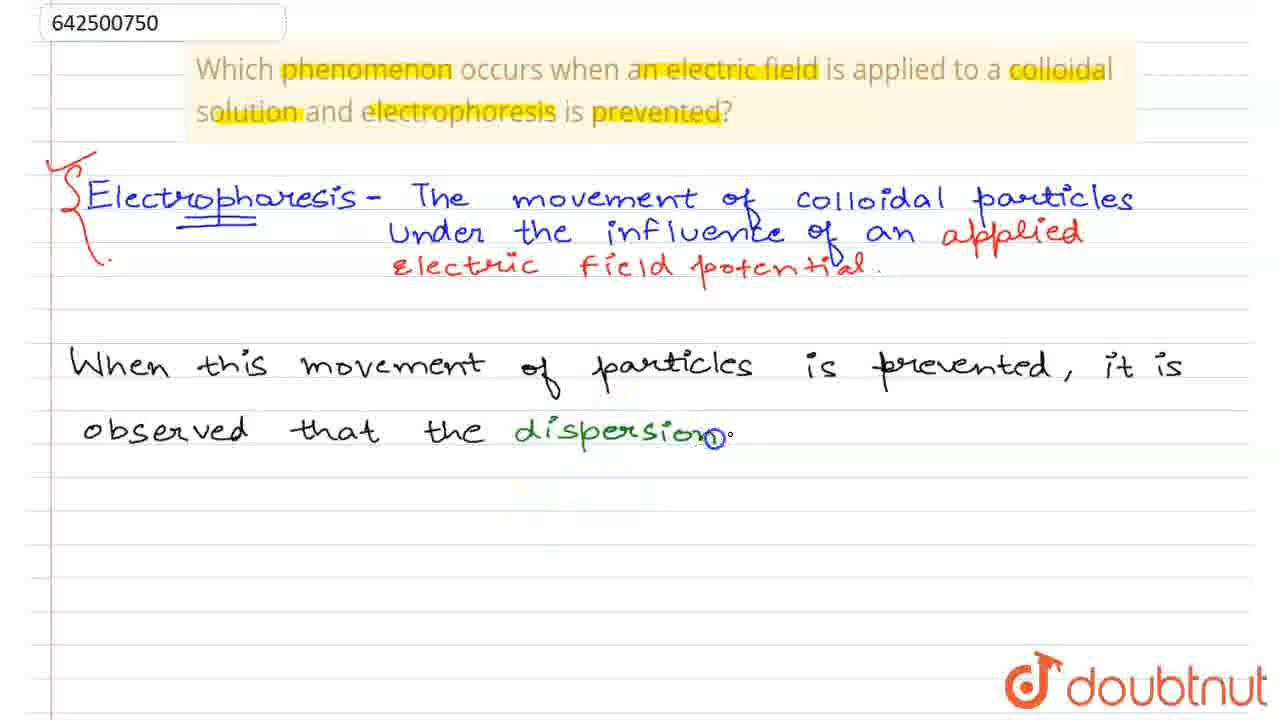 642500750
Which phenomenon occurs when an electric field is applied to a colloidal
solution and electrophoresis is prevented?
Electropharesis - The movement of colloidal particles
under the influence of an applied
electric field potential.
When this movement of particles is prevented, it is
observed that the dispersion
doubtnut